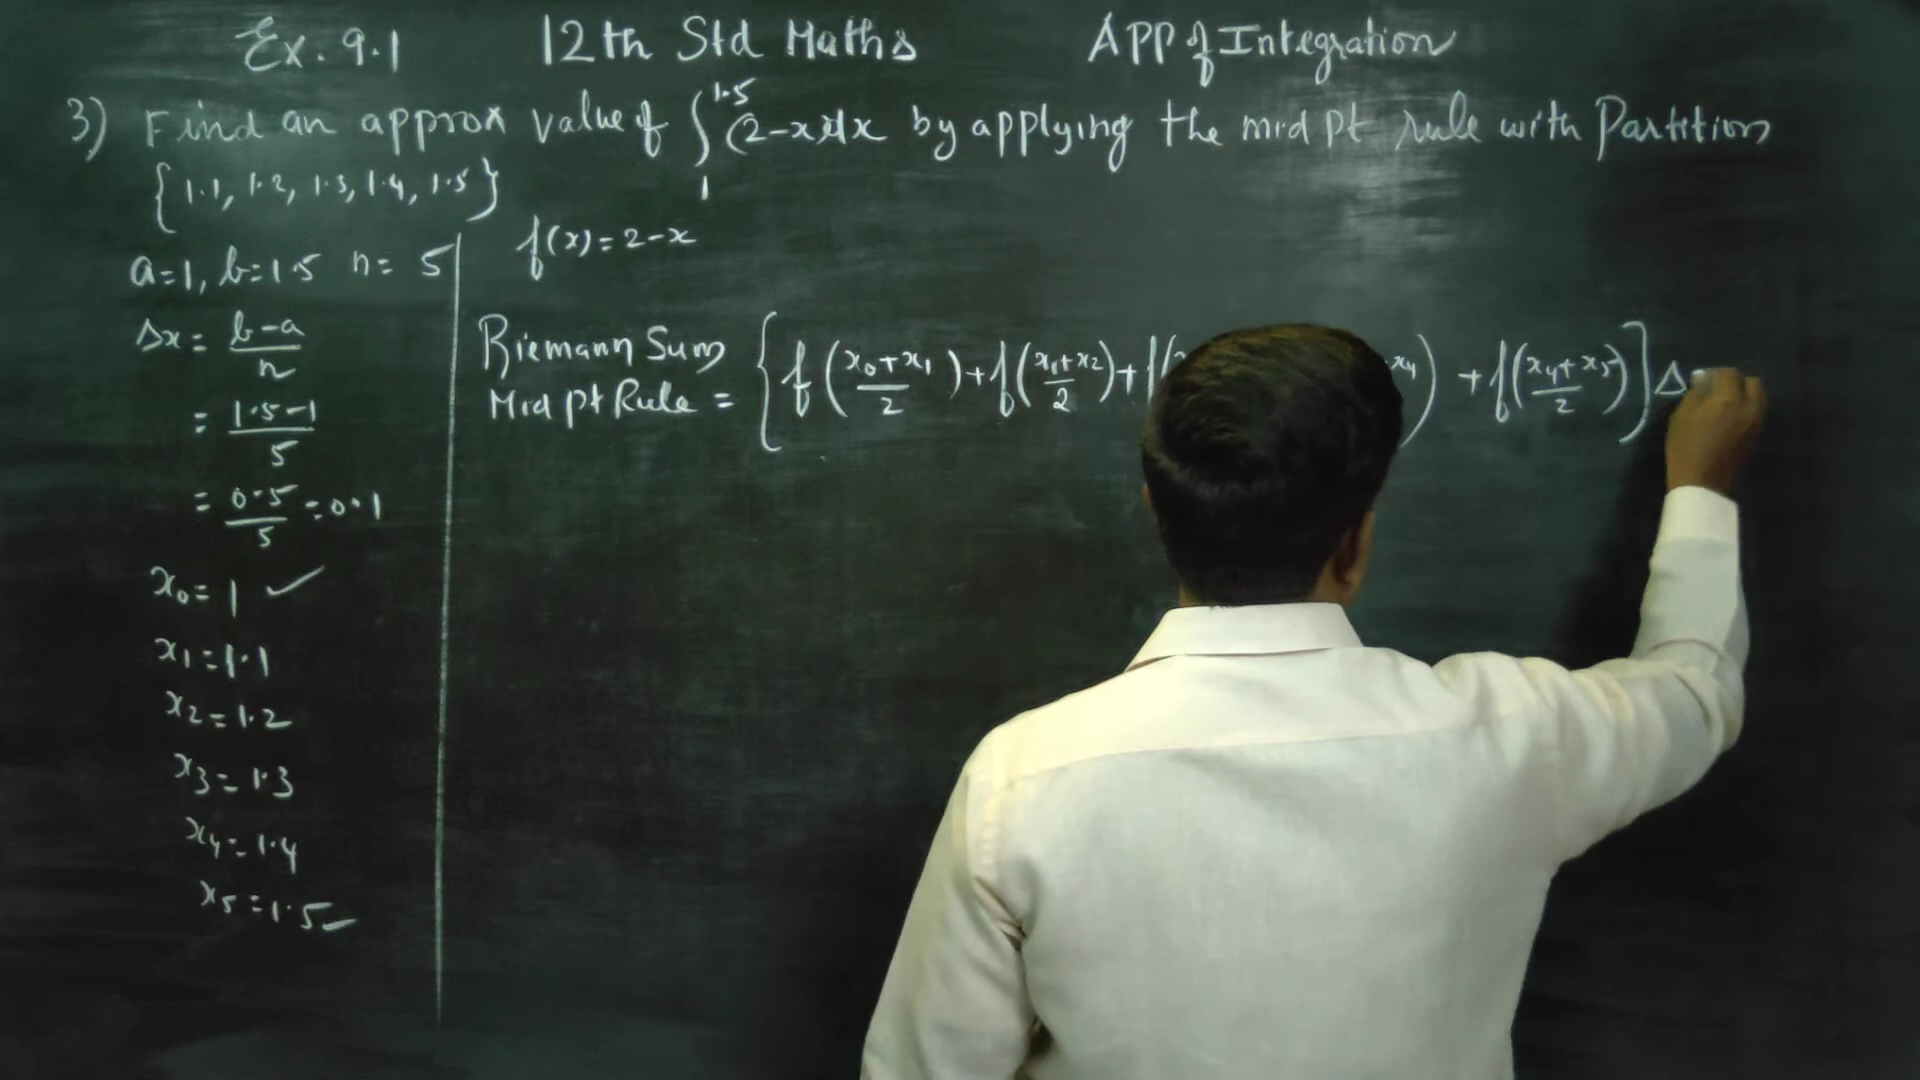 Ex. 9.1 12th Std Maths APP of Integration
3) Find an approx value of ∫₁^1.5 (2-x)dx by applying the mid pt rule with Partition
{1.1, 1.2, 1.3, 1.4, 1.5}
a=1, b=1.5 n= 5
f(x)=2-x
Δx = (b-a)/n
= (1.5-1)/5
= 0.5/5 = 0.1
x₀= 1 ✓
x₁=1.1
x₂=1.2
x₃=1.3
x₄=1.4
x₅=1.5 ✓
Riemann Sum
Mid pt Rule = { f((x₀+x₁)/2)+f((x₁+x₂)/2)+f( x₄) +f((x₄+x₅)/2)] Δ